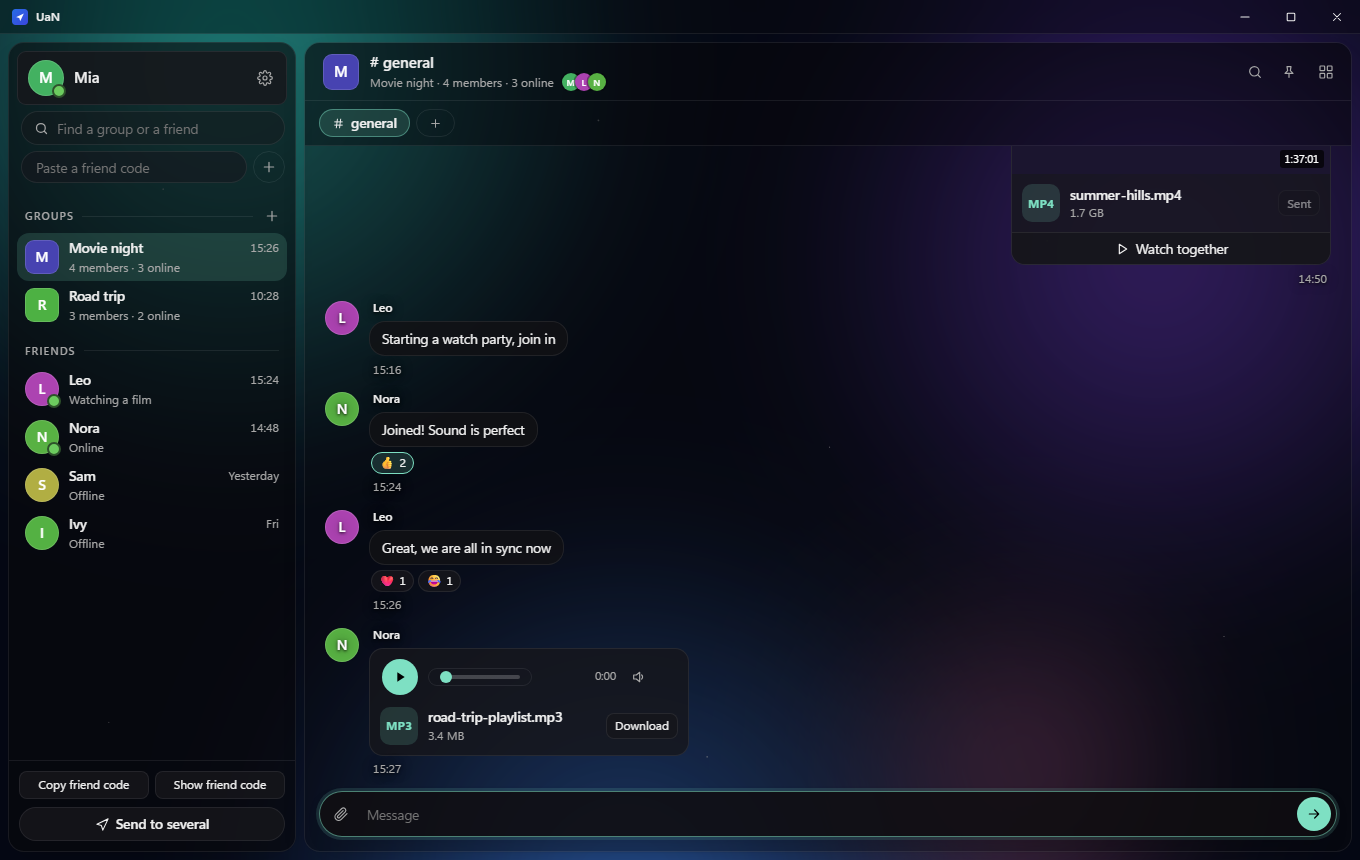 UaN
M Mia
Find a group or a friend
Paste a friend code
GROUPS
M Movie night 15:26
4 members · 3 online
R Road trip 10:28
3 members · 2 online
FRIENDS
L Leo 15:24
Watching a film
N Nora 14:48
Online
S Sam Yesterday
Offline
I Ivy Fri
Offline
Copy friend code Show friend code
Send to several
M # general
Movie night · 4 members · 3 online M L N
# general +
1:37:01
MP4 summer-hills.mp4 Sent
1.7 GB
Watch together
14:50
Leo
L Starting a watch party, join in
15:16
Nora
N Joined! Sound is perfect
👍 2
15:24
Leo
L Great, we are all in sync now
❤️ 1 😂 1
15:26
Nora
N
0:00
MP3 road-trip-playlist.mp3 Download
3.4 MB
15:27
Message